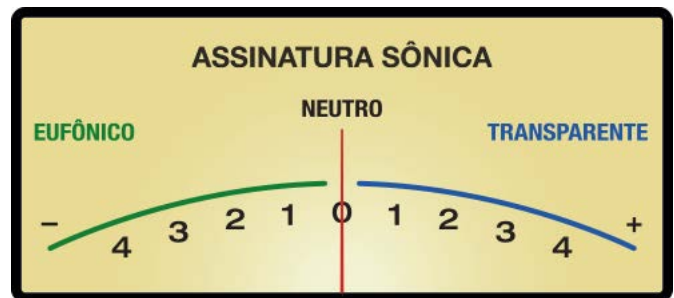 ASSINATURA SÔNICA
NEUTRO
EUFÔNICO TRANSPARENTE
– 4 3 2 1 0 1 2 3 4 +